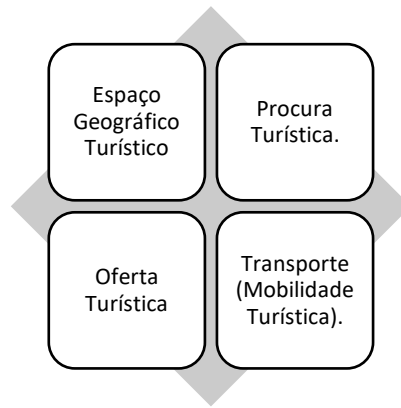 Espaço
Geográfico
Turístico
Procura
Turística.
Oferta
Turística
Transporte
(Mobilidade
Turística).